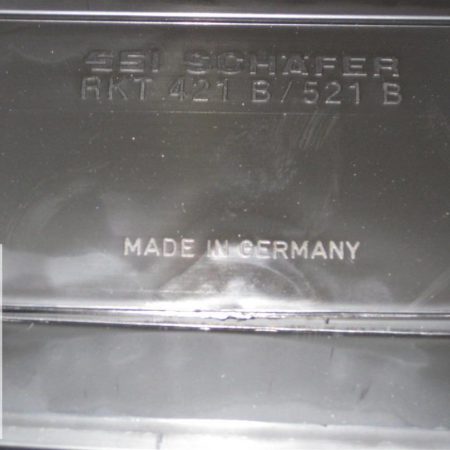 SSI SCHÄFER
RKT 421 B/521 B
MADE IN GERMANY